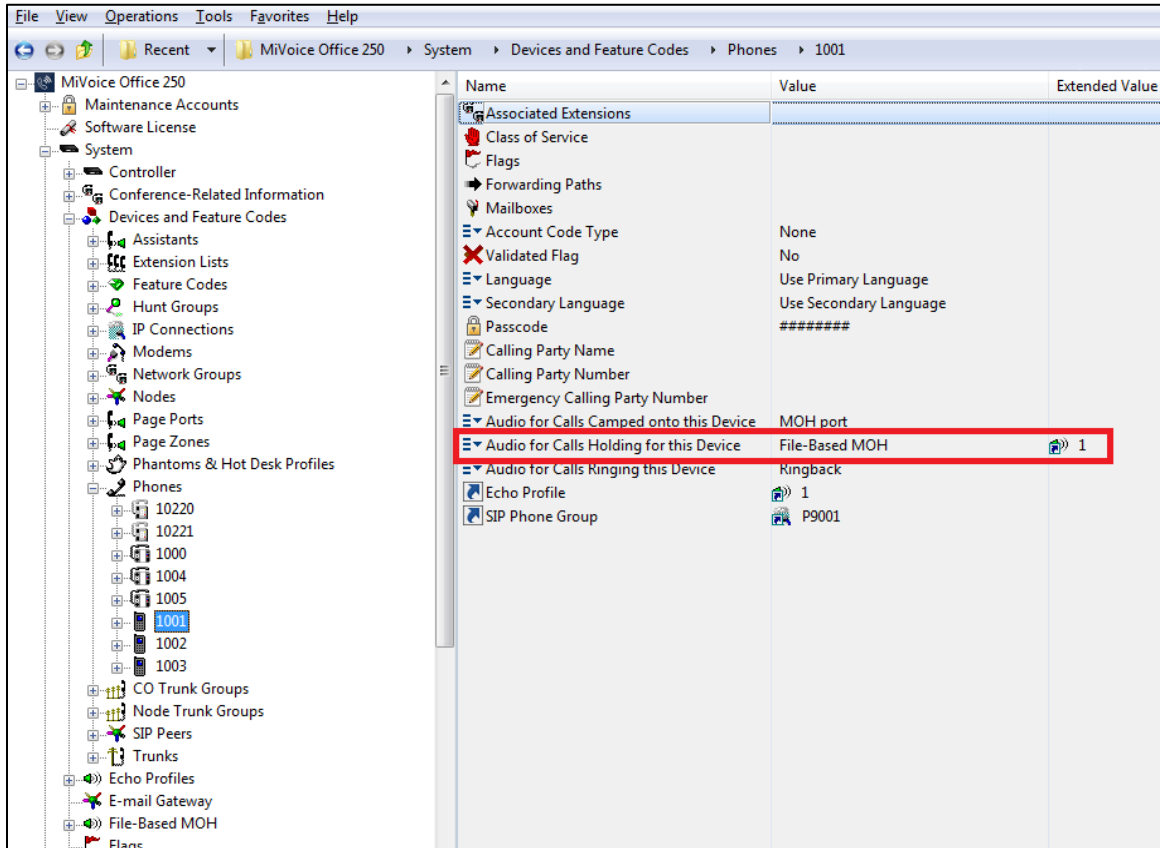 File View Operations Tools Favorites Help
Recent MiVoice Office 250 System Devices and Feature Codes Phones 1001
MiVoice Office 250
Maintenance Accounts
Software License
System
Controller
Conference-Related Information
Devices and Feature Codes
Assistants
Extension Lists
Feature Codes
Hunt Groups
IP Connections
Modems
Network Groups
Nodes
Page Ports
Page Zones
Phantoms & Hot Desk Profiles
Phones
10220
10221
1000
1004
1005
1001
1002
1003
CO Trunk Groups
Node Trunk Groups
SIP Peers
Trunks
Echo Profiles
E-mail Gateway
File-Based MOH
Flags
Name Value Extended Value
Associated Extensions
Class of Service
Flags
Forwarding Paths
Mailboxes
Account Code Type None
Validated Flag No
Language Use Primary Language
Secondary Language Use Secondary Language
Passcode ########
Calling Party Name
Calling Party Number
Emergency Calling Party Number
Audio for Calls Camped onto this Device MOH port
Audio for Calls Holding for this Device File-Based MOH 1
Audio for Calls Ringing this Device Ringback
Echo Profile 1
SIP Phone Group P9001